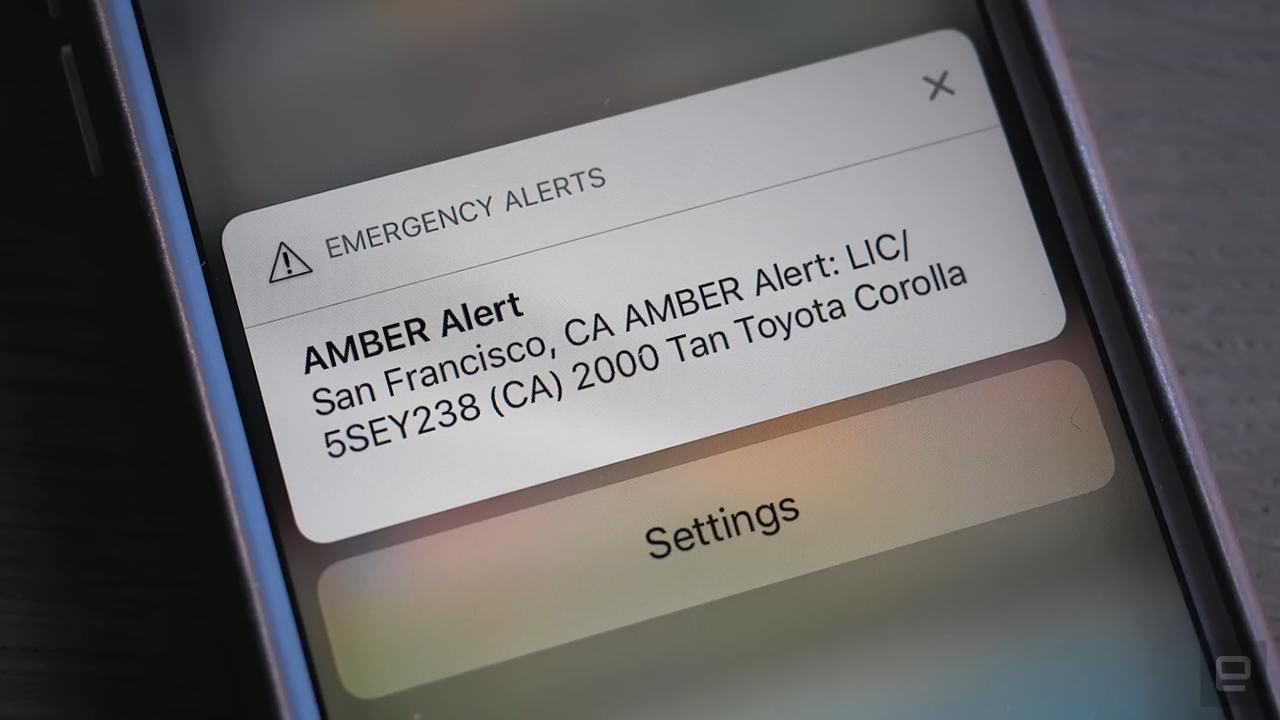 EMERGENCY ALERTS
AMBER Alert
San Francisco, CA AMBER Alert: LIC/
5SEY238 (CA) 2000 Tan Toyota Corolla
Settings